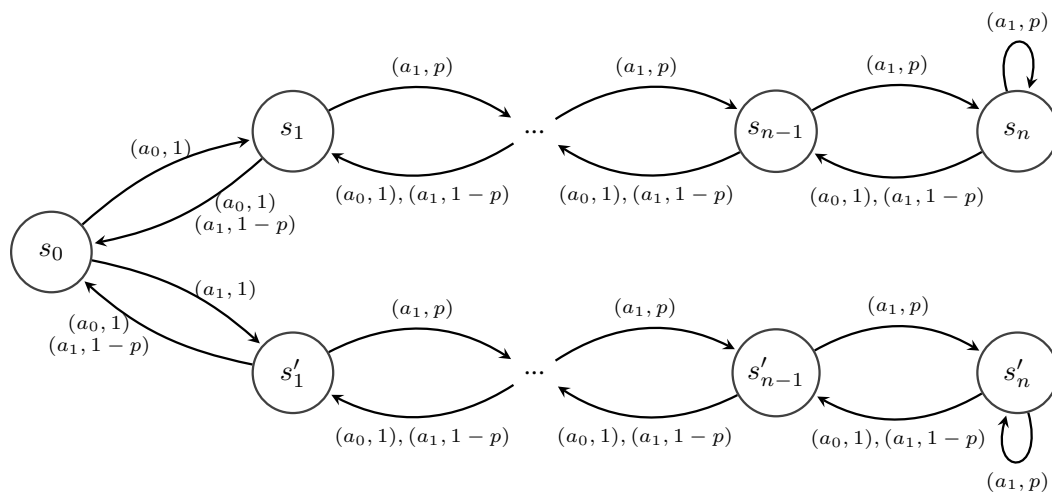 (a₁, p)
(a₁, p) (a₁, p) (a₁, p)
s₁ ... sₙ₋₁ sₙ
(a₀, 1)
(a₀, 1), (a₁, 1 − p) (a₀, 1), (a₁, 1 − p) (a₀, 1), (a₁, 1 − p)
(a₀, 1)
(a₁, 1 − p)
s₀
(a₁, 1)
(a₀, 1)
(a₁, 1 − p)
(a₁, p) (a₁, p) (a₁, p)
s′₁ ... s′ₙ₋₁ s′ₙ
(a₀, 1), (a₁, 1 − p) (a₀, 1), (a₁, 1 − p) (a₀, 1), (a₁, 1 − p)
(a₁, p)